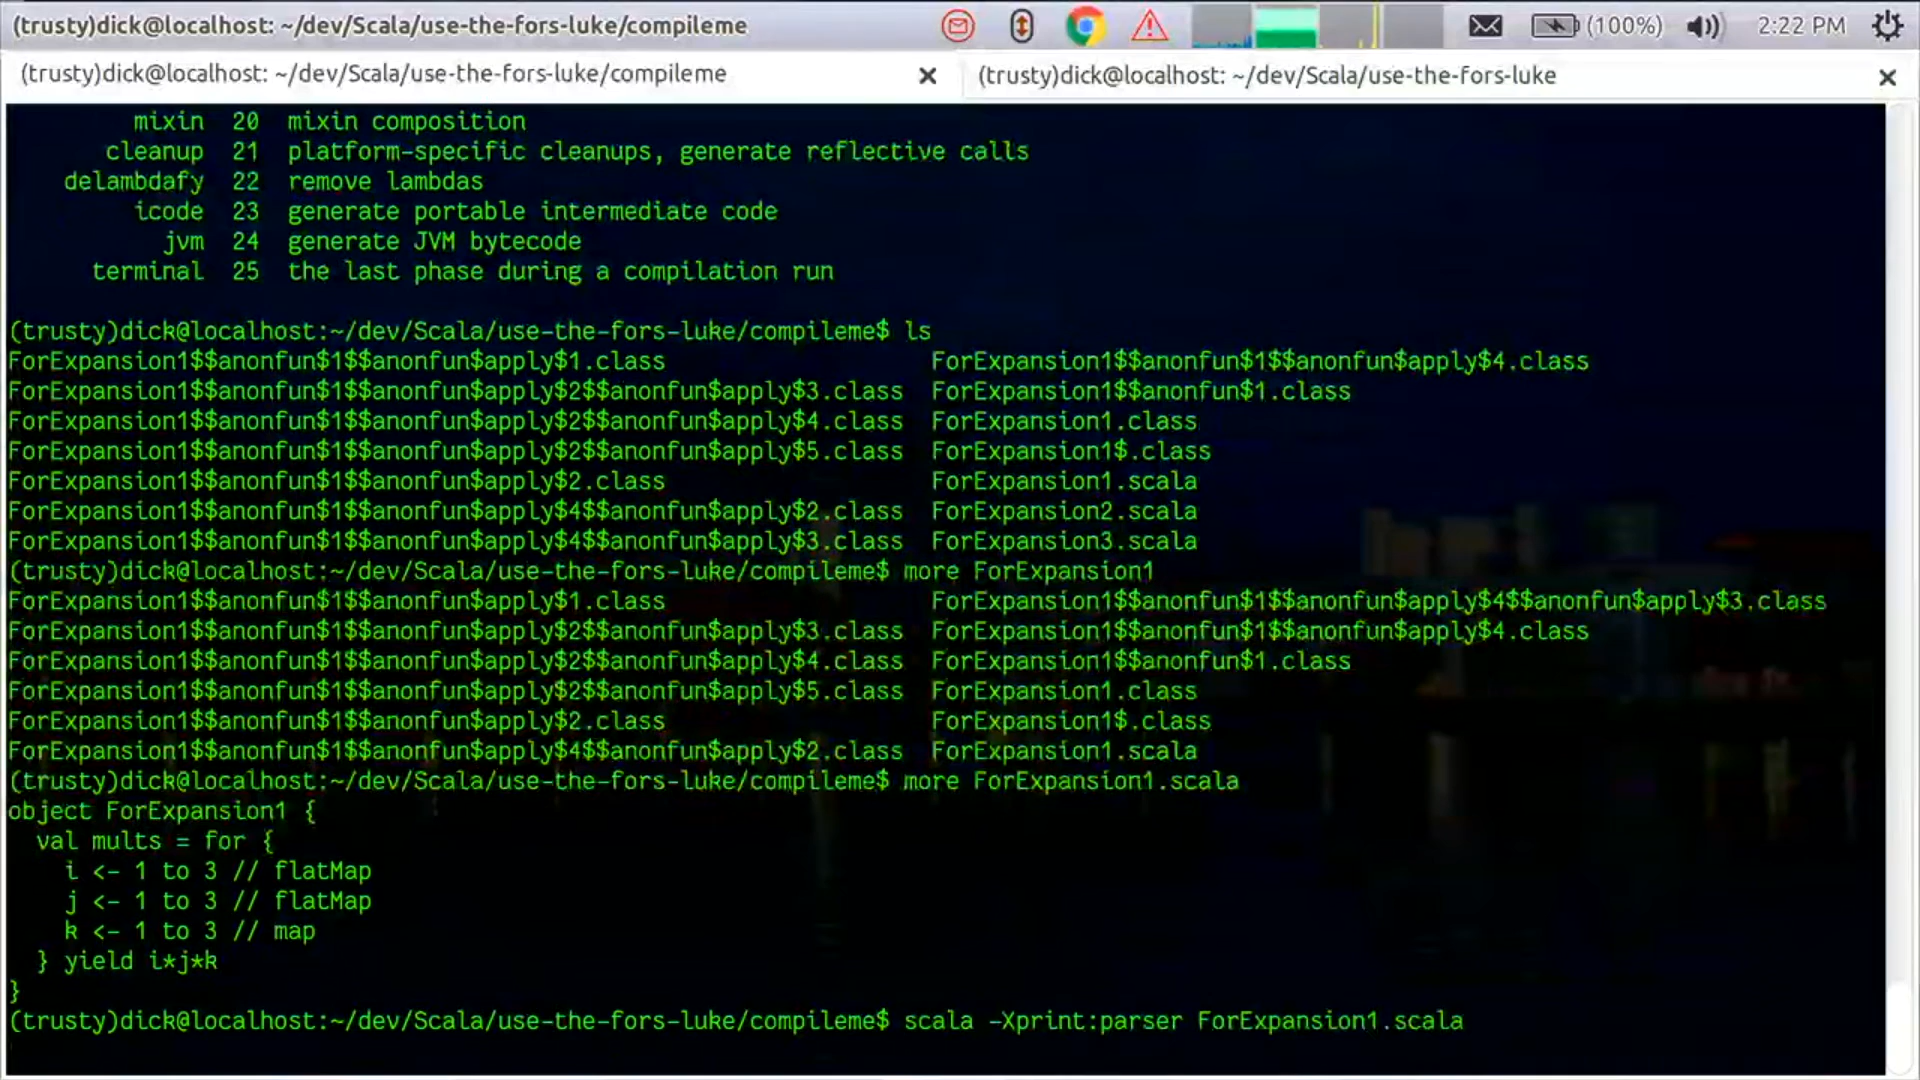 (trusty)dick@localhost: ~/dev/Scala/use-the-fors-luke/compileme (100%) 2:22 PM
(trusty)dick@localhost: ~/dev/Scala/use-the-fors-luke/compileme (trusty)dick@localhost: ~/dev/Scala/use-the-fors-luke
mixin 20 mixin composition
cleanup 21 platform-specific cleanups, generate reflective calls
delambdafy 22 remove lambdas
icode 23 generate portable intermediate code
jvm 24 generate JVM bytecode
terminal 25 the last phase during a compilation run
(trusty)dick@localhost:~/dev/Scala/use-the-fors-luke/compileme$ ls
ForExpansion1$$anonfun$1$$anonfun$apply$1.class ForExpansion1$$anonfun$1$$anonfun$apply$4.class
ForExpansion1$$anonfun$1$$anonfun$apply$2$$anonfun$apply$3.class ForExpansion1$$anonfun$1.class
ForExpansion1$$anonfun$1$$anonfun$apply$2$$anonfun$apply$4.class ForExpansion1.class
ForExpansion1$$anonfun$1$$anonfun$apply$2$$anonfun$apply$5.class ForExpansion1$.class
ForExpansion1$$anonfun$1$$anonfun$apply$2.class ForExpansion1.scala
ForExpansion1$$anonfun$1$$anonfun$apply$4$$anonfun$apply$2.class ForExpansion2.scala
ForExpansion1$$anonfun$1$$anonfun$apply$4$$anonfun$apply$3.class ForExpansion3.scala
(trusty)dick@localhost:~/dev/Scala/use-the-fors-luke/compileme$ more ForExpansion1
ForExpansion1$$anonfun$1$$anonfun$apply$1.class ForExpansion1$$anonfun$1$$anonfun$apply$4$$anonfun$apply$3.class
ForExpansion1$$anonfun$1$$anonfun$apply$2$$anonfun$apply$3.class ForExpansion1$$anonfun$1$$anonfun$apply$4.class
ForExpansion1$$anonfun$1$$anonfun$apply$2$$anonfun$apply$4.class ForExpansion1$$anonfun$1.class
ForExpansion1$$anonfun$1$$anonfun$apply$2$$anonfun$apply$5.class ForExpansion1.class
ForExpansion1$$anonfun$1$$anonfun$apply$2.class ForExpansion1$.class
ForExpansion1$$anonfun$1$$anonfun$apply$4$$anonfun$apply$2.class ForExpansion1.scala
(trusty)dick@localhost:~/dev/Scala/use-the-fors-luke/compileme$ more ForExpansion1.scala
object ForExpansion1 {
val mults = for {
i <- 1 to 3 // flatMap
j <- 1 to 3 // flatMap
k <- 1 to 3 // map
} yield i*j*k
}
(trusty)dick@localhost:~/dev/Scala/use-the-fors-luke/compileme$ scala -Xprint:parser ForExpansion1.scala